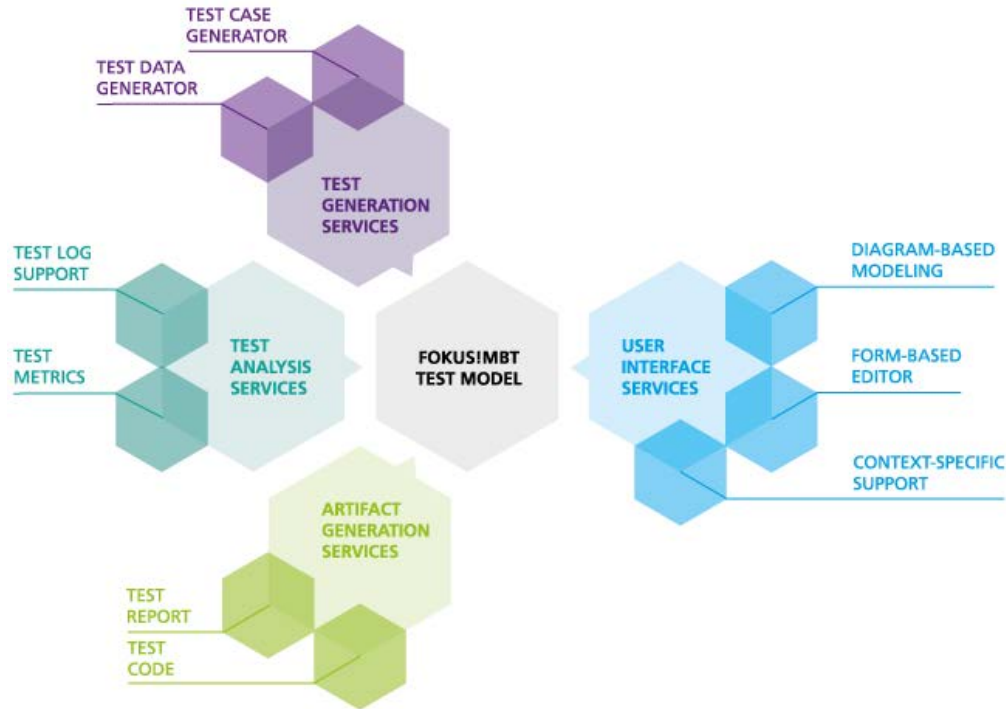 TEST CASE
GENERATOR
TEST DATA
GENERATOR
TEST
GENERATION
SERVICES
TEST LOG
SUPPORT
TEST
METRICS
TEST
ANALYSIS
SERVICES
FOKUS!MBT
TEST MODEL
USER
INTERFACE
SERVICES
DIAGRAM-BASED
MODELING
FORM-BASED
EDITOR
CONTEXT-SPECIFIC
SUPPORT
ARTIFACT
GENERATION
SERVICES
TEST
REPORT
TEST
CODE